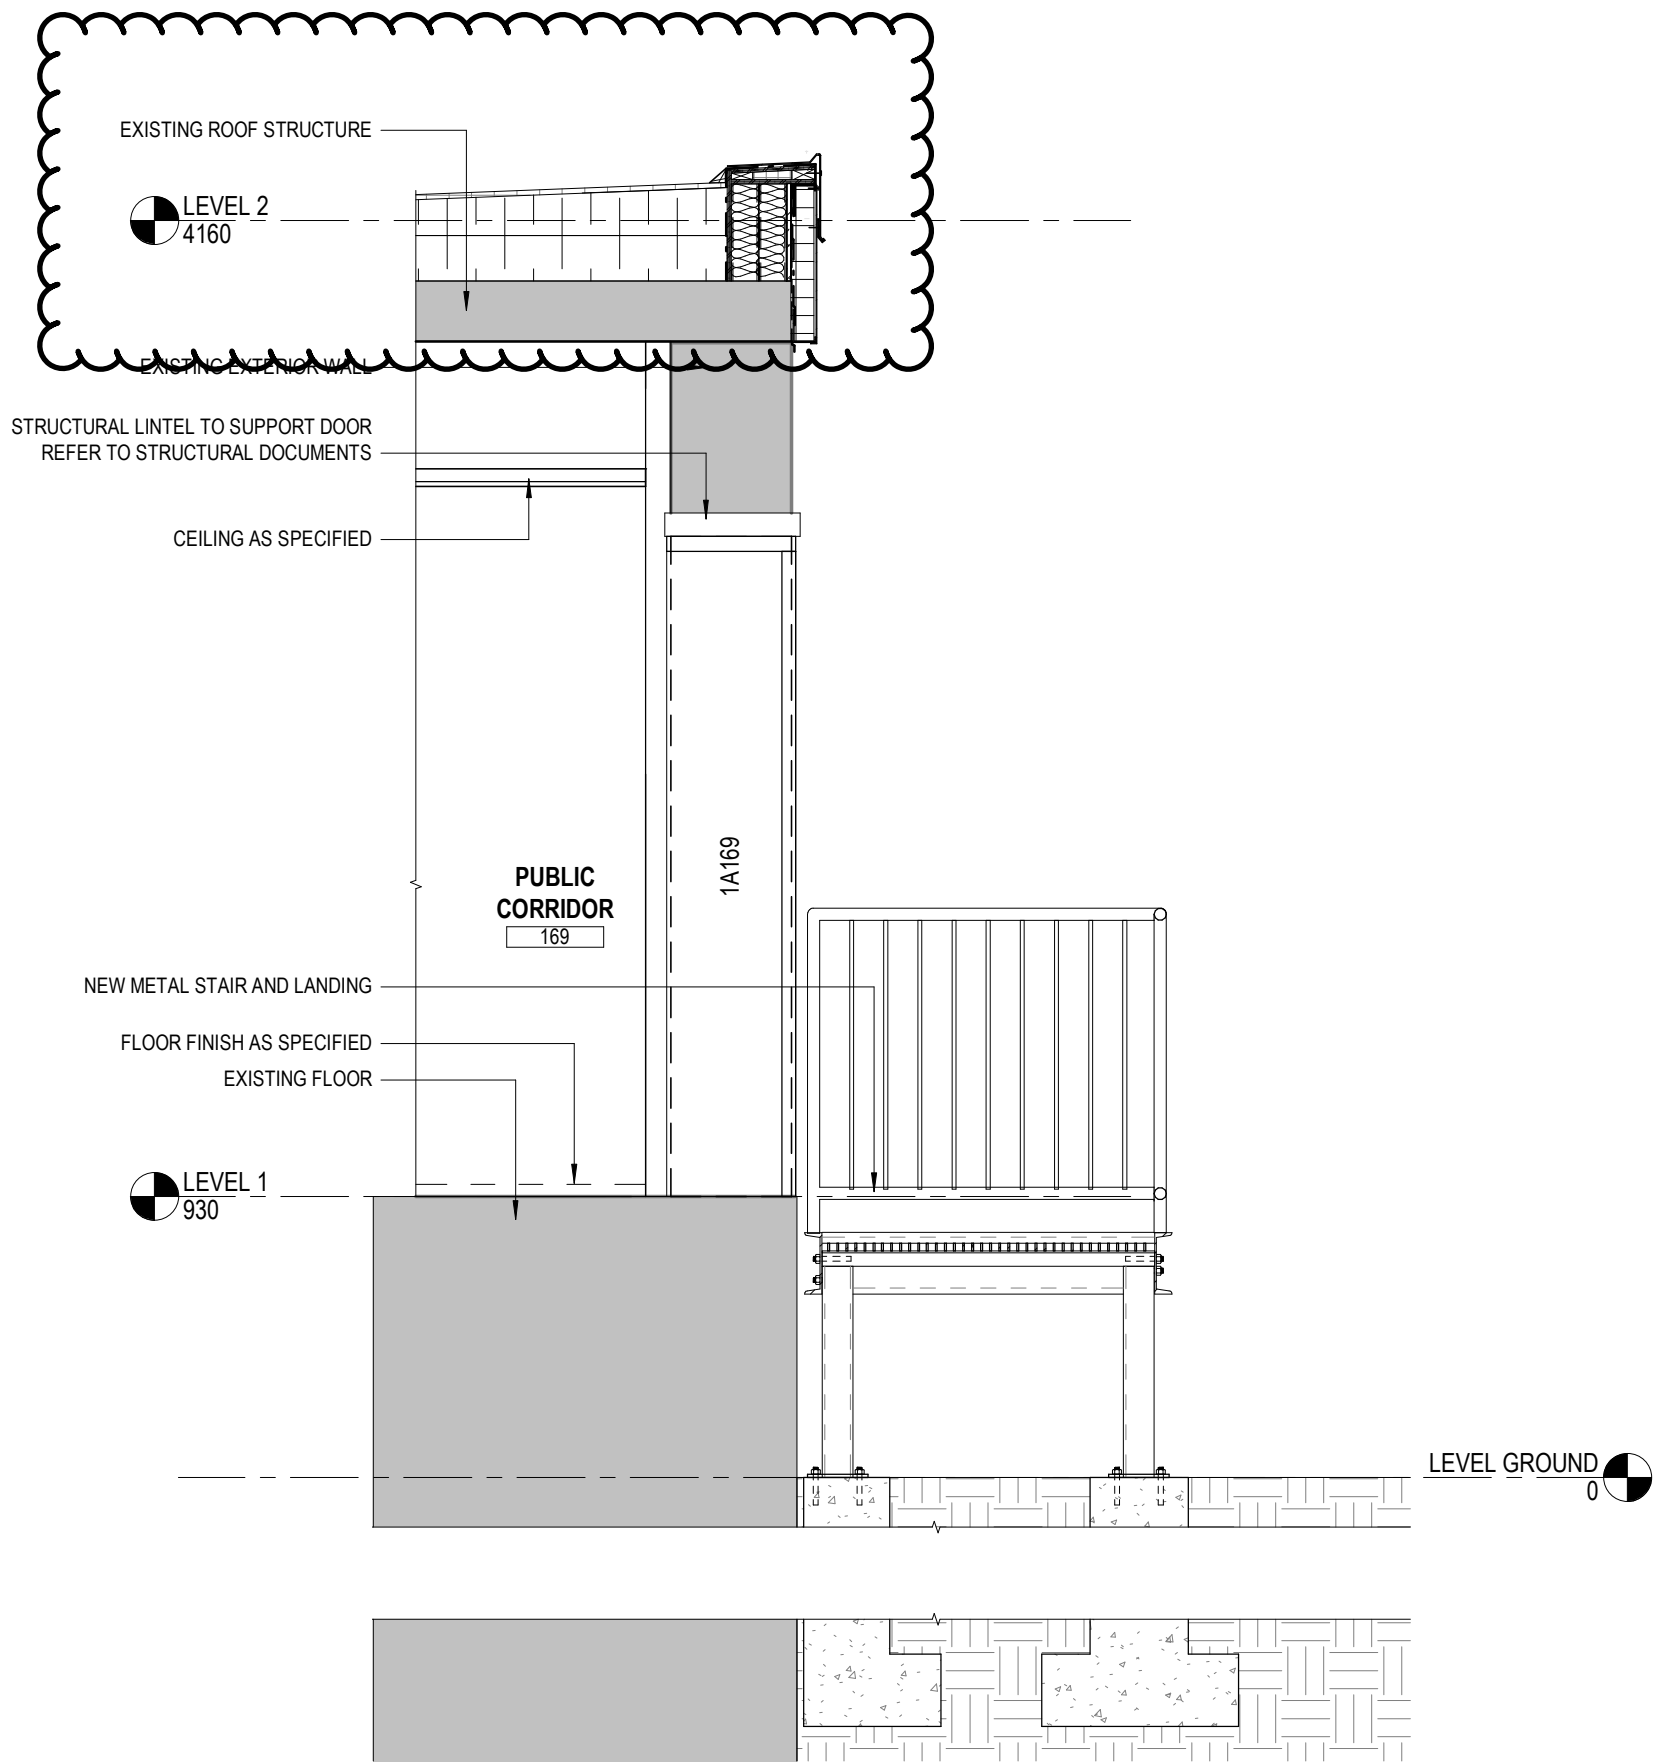 EXISTING ROOF STRUCTURE
LEVEL 2
4160
EXISTING EXTERIOR WALL
STRUCTURAL LINTEL TO SUPPORT DOOR
REFER TO STRUCTURAL DOCUMENTS
CEILING AS SPECIFIED
1A169
PUBLIC
CORRIDOR
169
NEW METAL STAIR AND LANDING
FLOOR FINISH AS SPECIFIED
EXISTING FLOOR
LEVEL 1
930
LEVEL GROUND
0